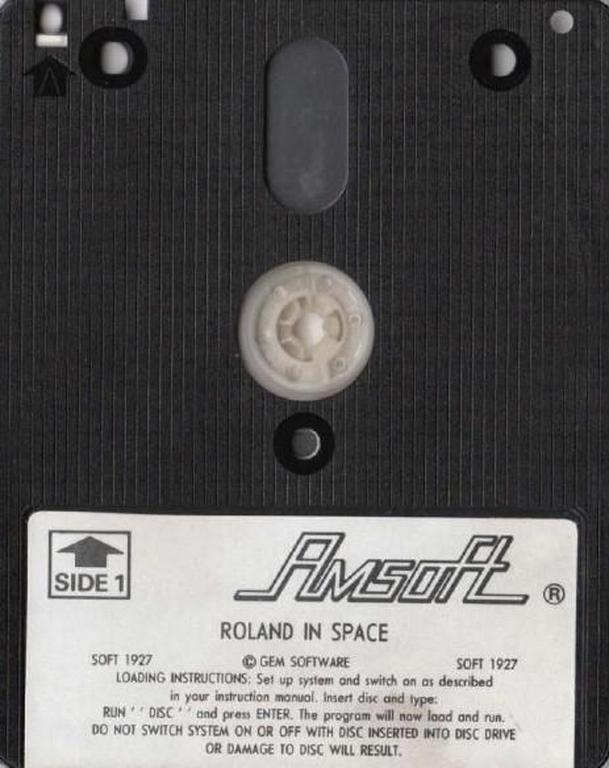 A
SIDE 1
Amsoft ®
ROLAND IN SPACE
SOFT 1927 © GEM SOFTWARE SOFT 1927
LOADING INSTRUCTIONS: Set up system and switch on as described
in your instruction manual. Insert disc and type:
RUN ' ' DISC ' ' and press ENTER. The program will now load and run.
DO NOT SWITCH SYSTEM ON OR OFF WITH DISC INSERTED INTO DISC DRIVE
OR DAMAGE TO DISC WILL RESULT.